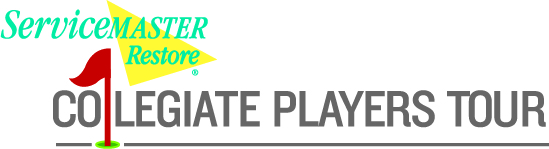 ServiceMASTER
Restore®
COLLEGIATE PLAYERS TOUR